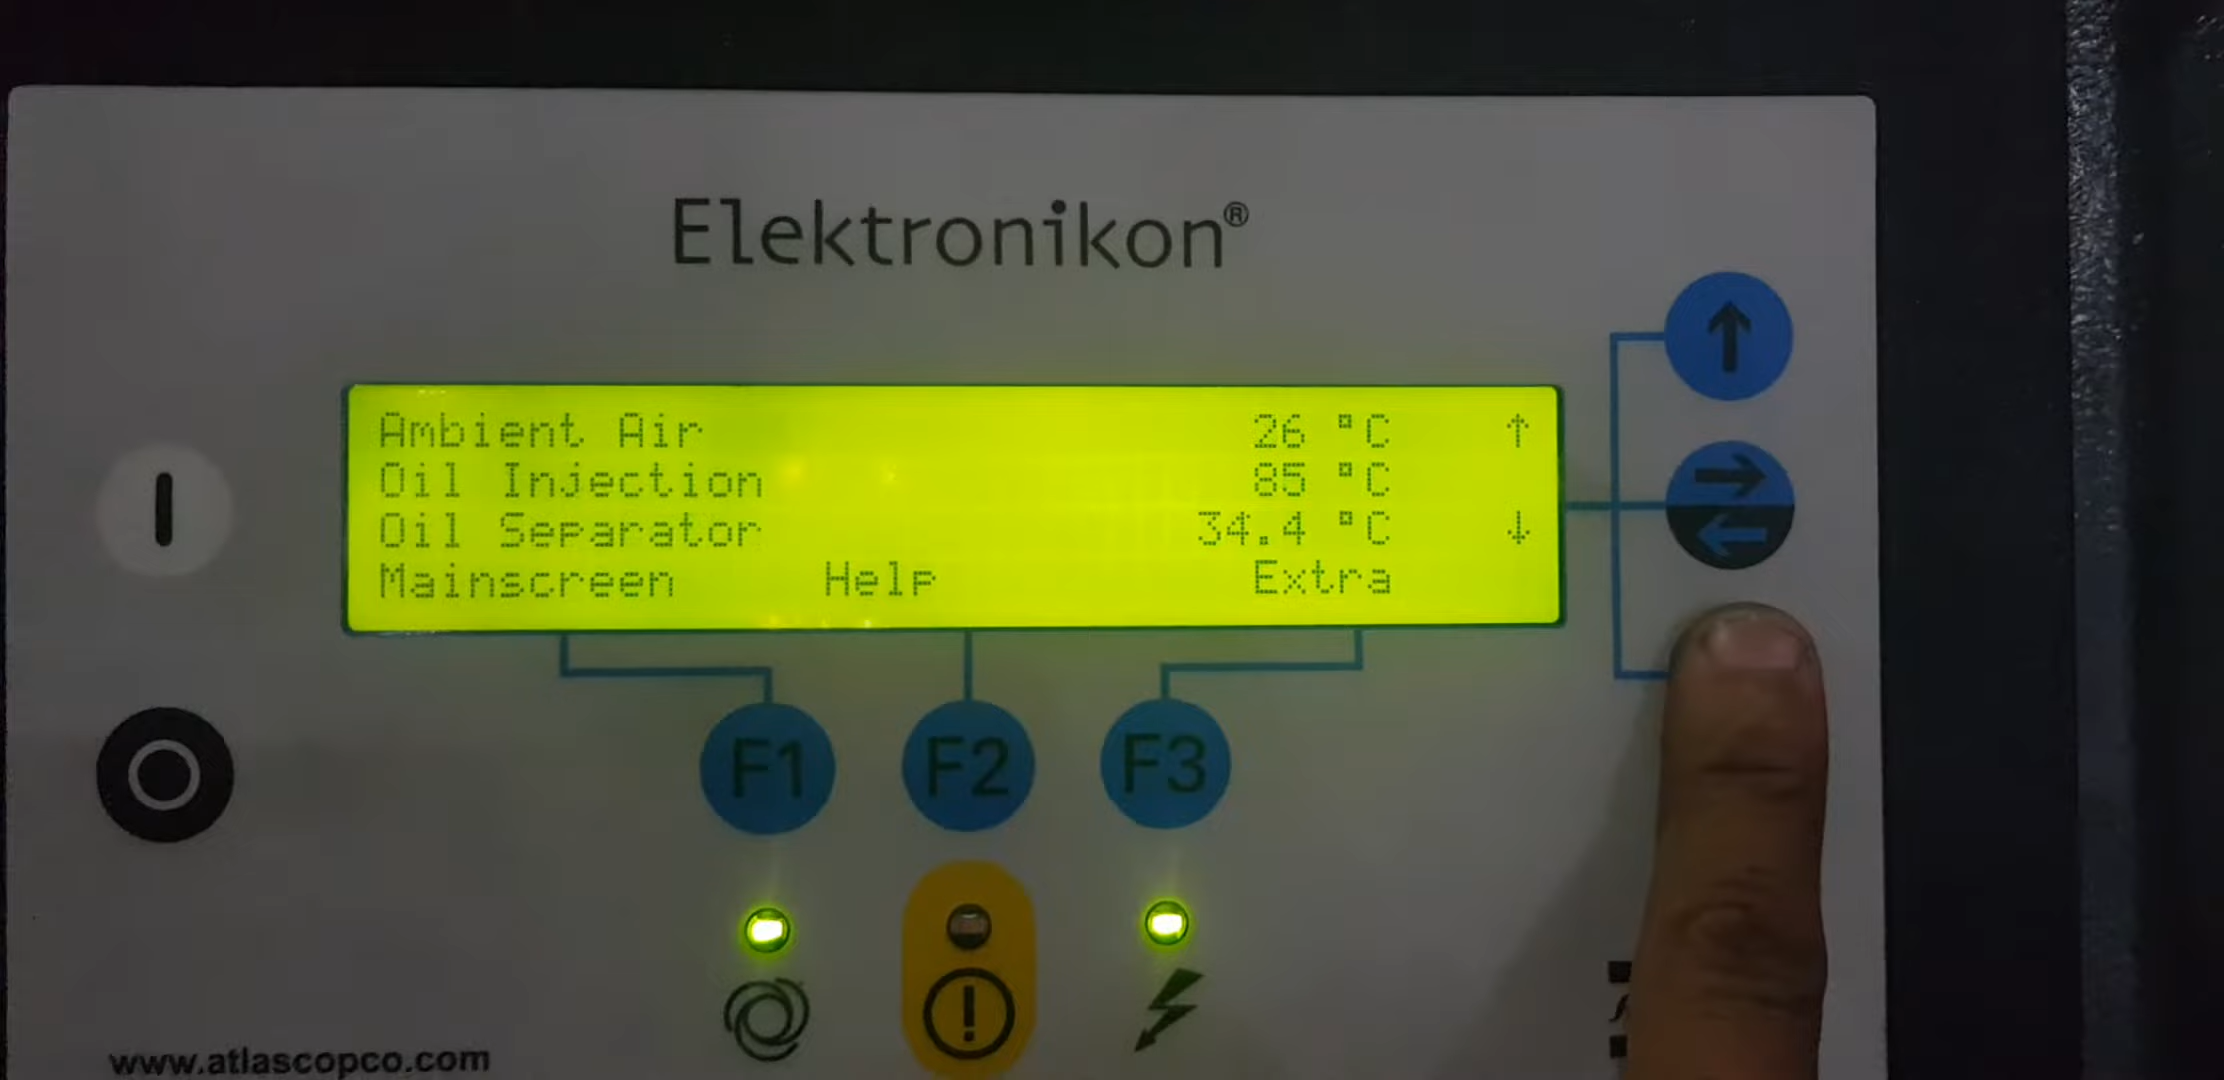 Elektronikon®
Ambient Air 26 °C ↑
Oil Injection 85 °C
Oil Separator 34.4 °C ↓
Mainscreen Help Extra
F1 F2 F3
www.atlascopco.com